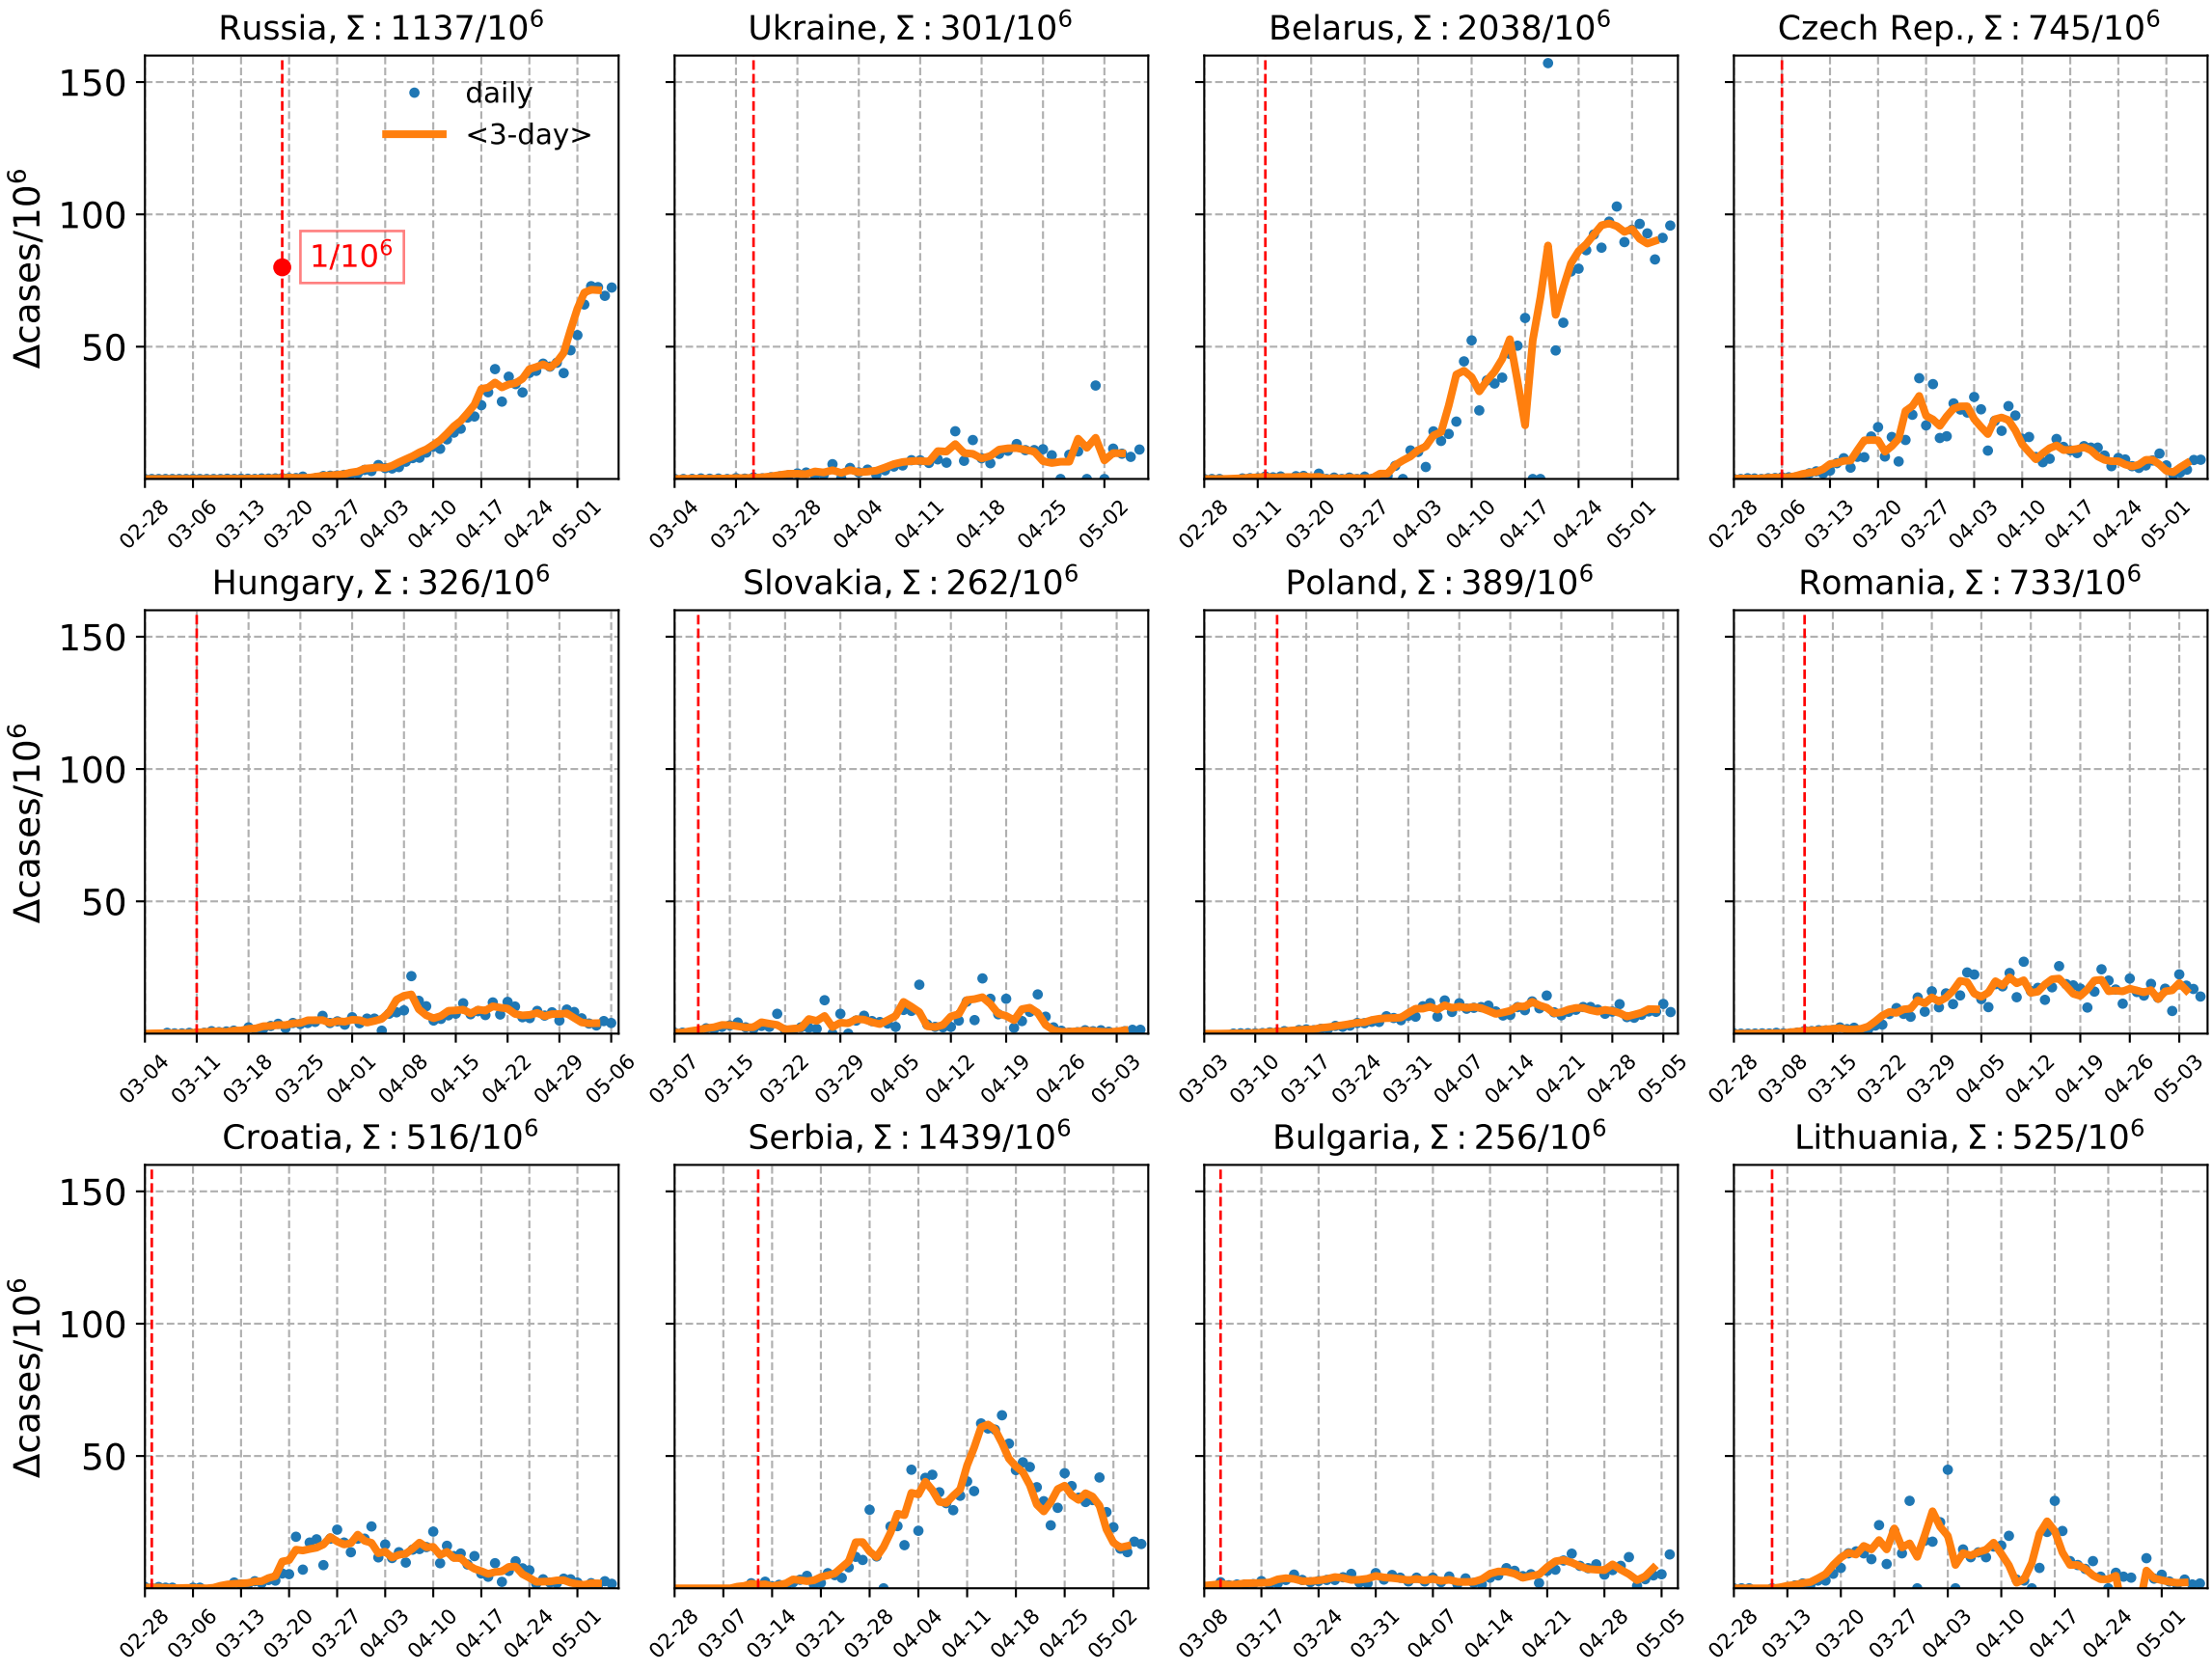 Russia, Σ : 1137/10⁶
Ukraine, Σ : 301/10⁶
Belarus, Σ : 2038/10⁶
Czech Rep., Σ : 745/10⁶
Δcases/10⁶
150
100
50
daily
<3-day>
1/10⁶
02-28 03-06 03-13 03-20 03-27 04-03 04-10 04-17 04-24 05-01
03-04 03-21 03-28 04-04 04-11 04-18 04-25 05-02
02-28 03-11 03-20 03-27 04-03 04-10 04-17 04-24 05-01
02-28 03-06 03-13 03-20 03-27 04-03 04-10 04-17 04-24 05-01
Hungary, Σ : 326/10⁶
Slovakia, Σ : 262/10⁶
Poland, Σ : 389/10⁶
Romania, Σ : 733/10⁶
Δcases/10⁶
150
100
50
03-04 03-11 03-18 03-25 04-01 04-08 04-15 04-22 04-29 05-06
03-07 03-15 03-22 03-29 04-05 04-12 04-19 04-26 05-03
03-03 03-10 03-17 03-24 03-31 04-07 04-14 04-21 04-28 05-05
02-28 03-08 03-15 03-22 03-29 04-05 04-12 04-19 04-26 05-03
Croatia, Σ : 516/10⁶
Serbia, Σ : 1439/10⁶
Bulgaria, Σ : 256/10⁶
Lithuania, Σ : 525/10⁶
Δcases/10⁶
150
100
50
02-28 03-06 03-13 03-20 03-27 04-03 04-10 04-17 04-24 05-01
02-28 03-07 03-14 03-21 03-28 04-04 04-11 04-18 04-25 05-02
03-08 03-17 03-24 03-31 04-07 04-14 04-21 04-28 05-05
02-28 03-13 03-20 03-27 04-03 04-10 04-17 04-24 05-01